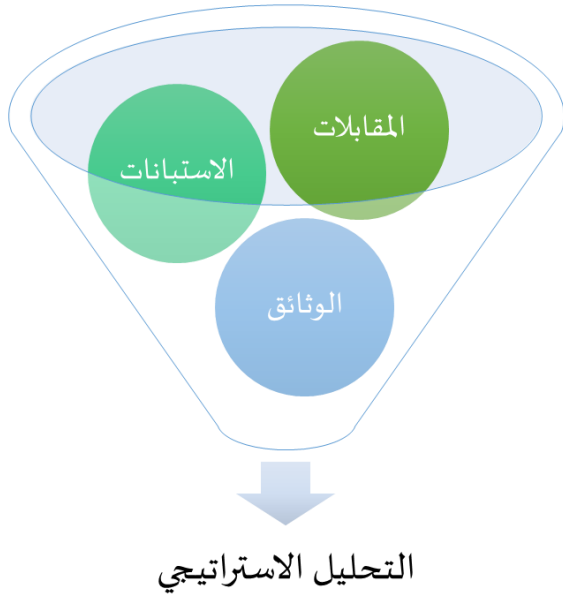 المقابلات
الاستبانات
الوثائق
التحليل الاستراتيجي